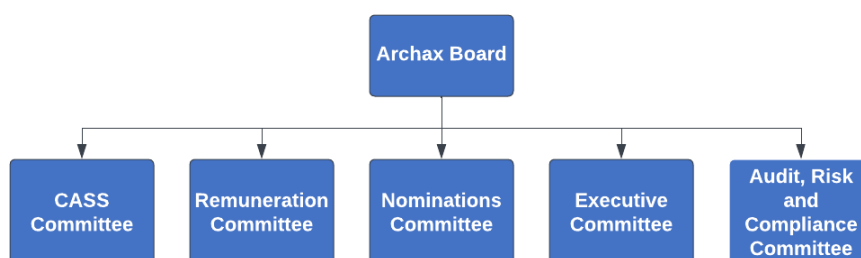 Archax Board
CASS
Committee
Remuneration
Committee
Nominations
Committee
Executive
Committee
Audit, Risk
and
Compliance
Committee